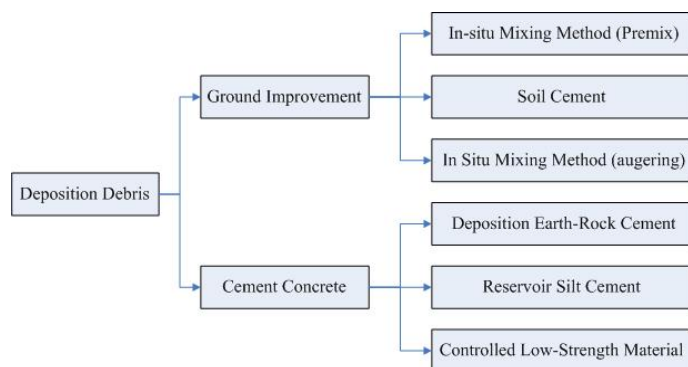 In-situ Mixing Method (Premix)
Ground Improvement
Soil Cement
In Situ Mixing Method (augering)
Deposition Debris
Deposition Earth-Rock Cement
Cement Concrete
Reservoir Silt Cement
Controlled Low-Strength Material